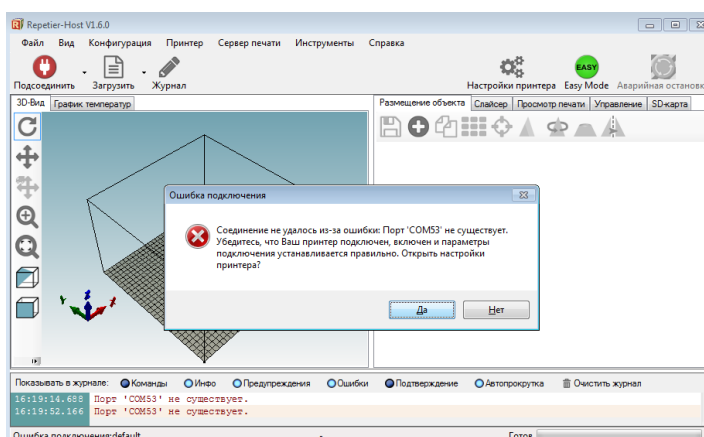 Repetier-Host V1.6.0
Файл Вид Конфигурация Принтер Сервер печати Инструменты Справка
EASY
Подсоединить Загрузить Журнал Настройки принтера Easy Mode Аварийная остановк
3D-Вид График температур Размещение объекта Слайсер Просмотр печати Управление SD-карта
Ошибка подключения
Соединение не удалось из-за ошибки: Порт 'COM53' не существует.
Убедитесь, что Ваш принтер подключен, включен и параметры
подключения устанавливается правильно. Открыть настройки
принтера?
Да Нет
Показывать в журнале: Команды Инфо Предупреждения Ошибки Подтверждение Автопрокрутка Очистить журнал
16:19:14.688 Порт 'COM53' не существует.
16:19:52.166 Порт 'COM53' не существует.
Ошибка подключения:default - Готов